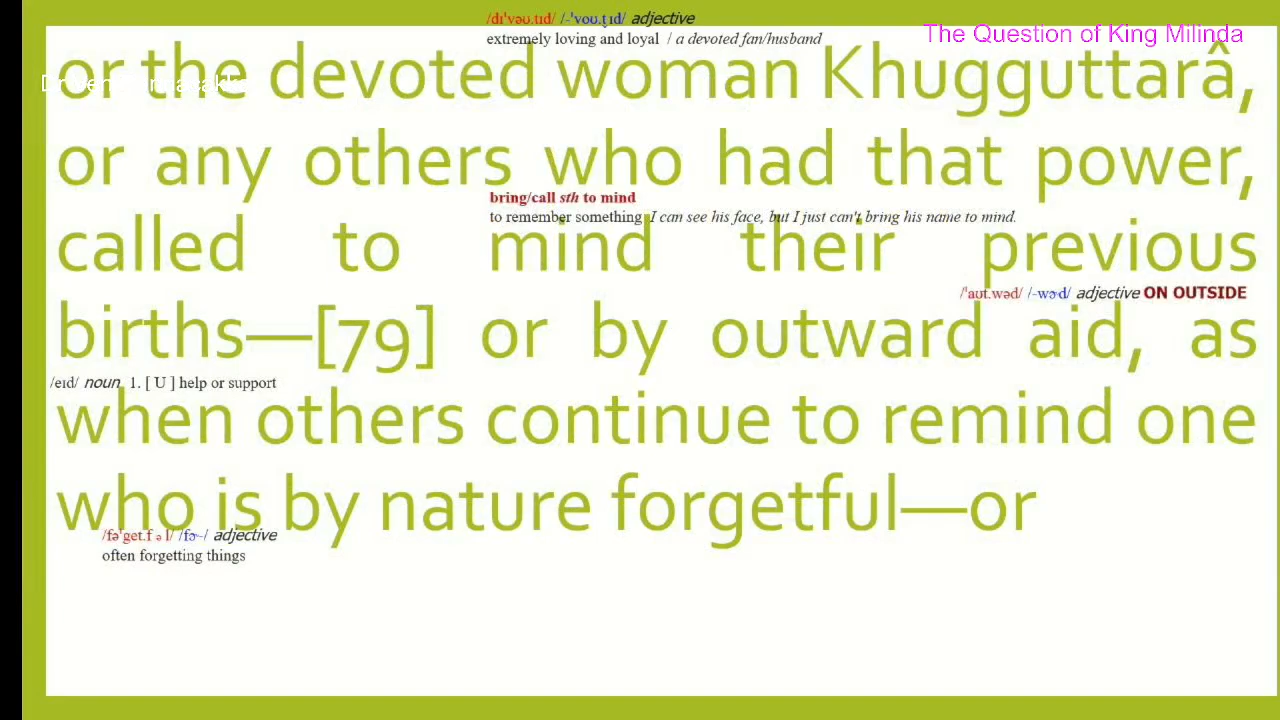 /dɪˈvəʊ.tɪd/ /-ˈvoʊ.t̬ɪd/ adjective
The Question of King Milinda
extremely loving and loyal / a devoted fan/husband
or the devoted woman Khugguttarâ,
or any others who had that power,
bring/call sth to mind
to remember something I can see his face, but I just can't bring his name to mind.
called to mind their previous
/ˈaʊt.wəd/ /-wɚd/ adjective ON OUTSIDE
births—[79] or by outward aid, as
/eɪd/ noun 1. [ U ] help or support
when others continue to remind one
who is by nature forgetful—or
/fəˈget.f ə l/ /fɚ-/ adjective
often forgetting things